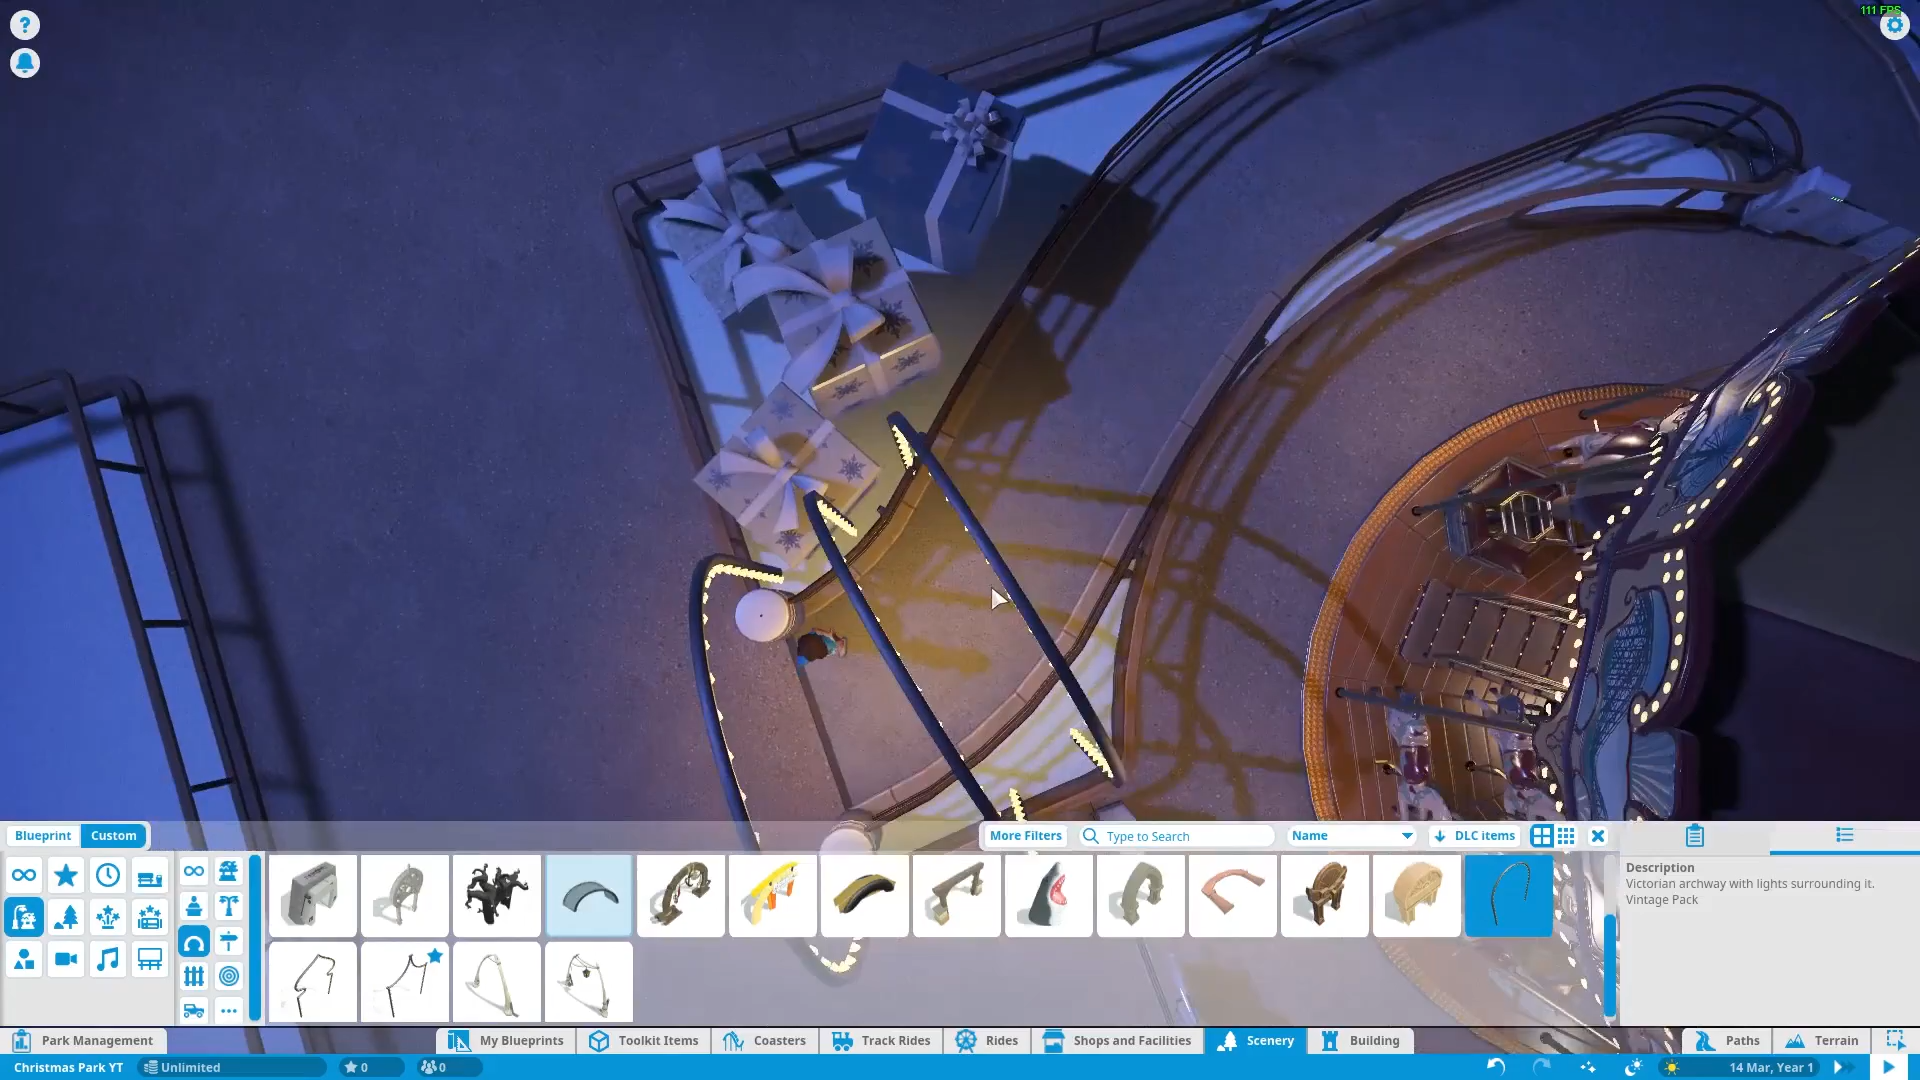 ?
111 FPS
Blueprint
Custom
More Filters
Type to Search
Name
DLC items
Description
Victorian archway with lights surrounding it.
Vintage Pack
Park Management
My Blueprints
Toolkit Items
Coasters
Track Rides
Rides
Shops and Facilities
Scenery
Building
Paths
Terrain
Christmas Park YT
Unlimited
0
0
14 Mar, Year 1